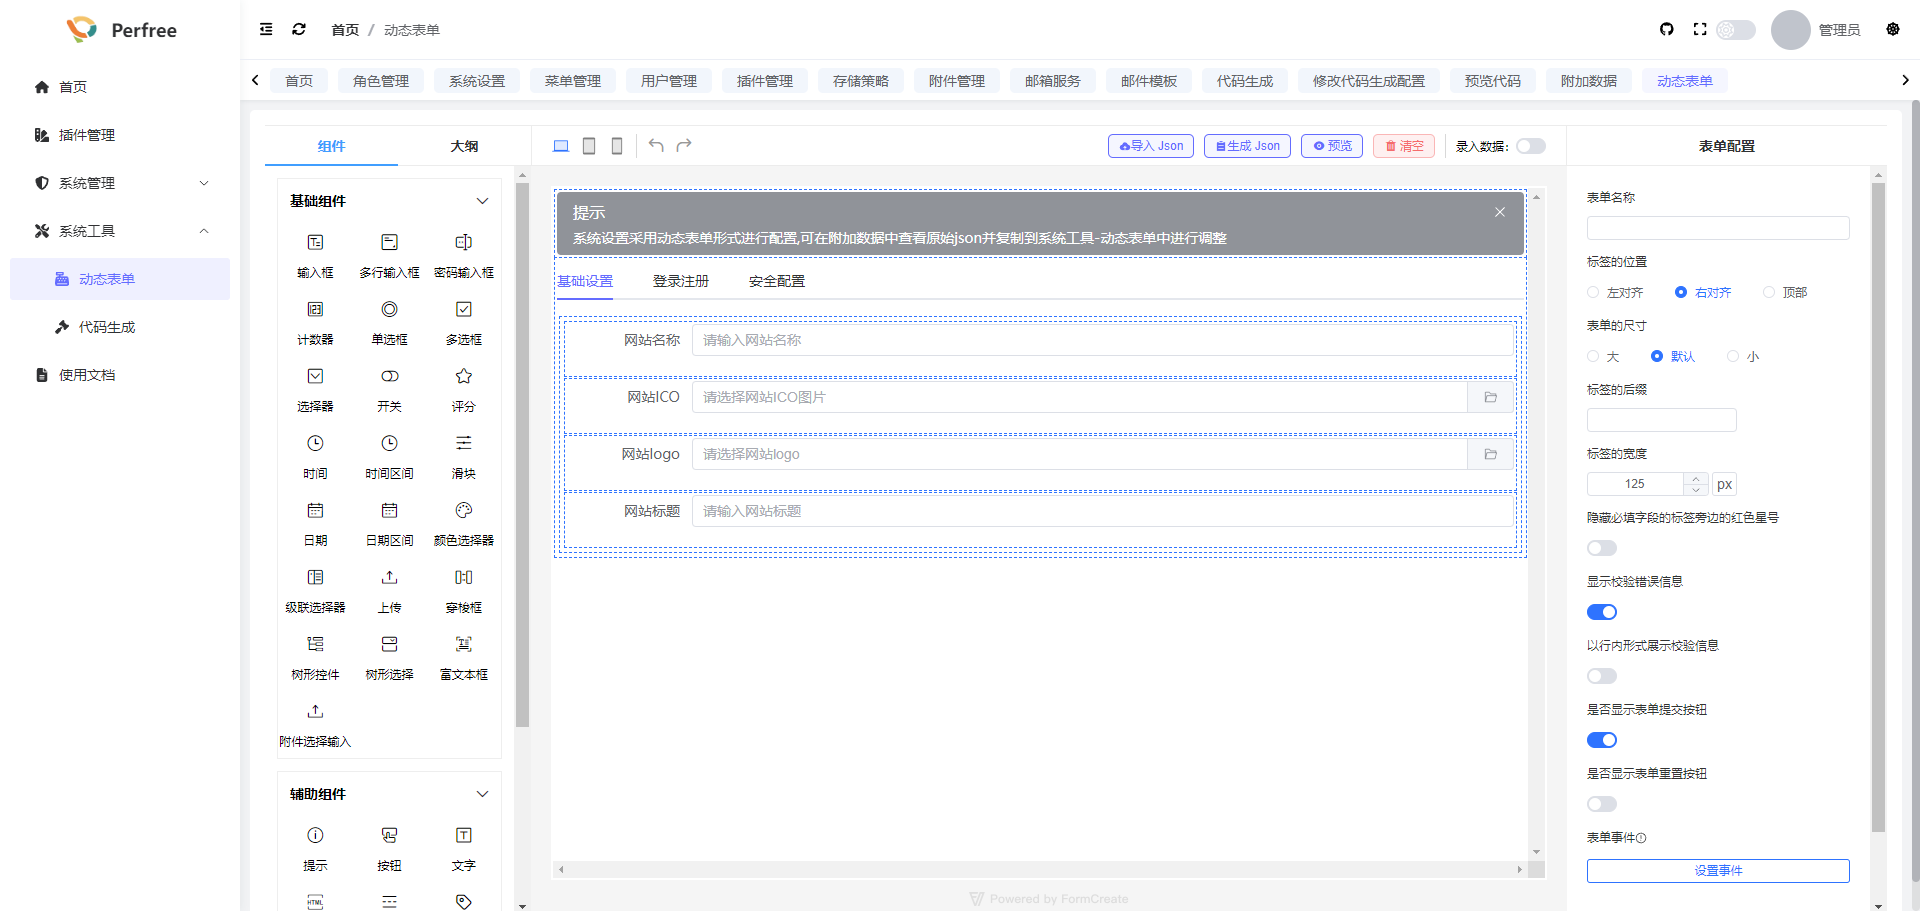 Perfree
首页 / 动态表单
管理员
首页
插件管理
系统管理
系统工具
动态表单
代码生成
使用文档
首页 角色管理 系统设置 菜单管理 用户管理 插件管理 存储策略 附件管理 邮箱服务 邮件模板 代码生成 修改代码生成配置 预览代码 附加数据 动态表单
组件 大纲
导入 Json 生成 Json 预览 清空 录入数据:
基础组件
输入框 多行输入框 密码输入框
计数器 单选框 多选框
选择器 开关 评分
时间 时间区间 滑块
日期 日期区间 颜色选择器
级联选择器 上传 穿梭框
树形控件 树形选择 富文本框
附件选择输入
辅助组件
提示 按钮 文字
HTML
提示
系统设置采用动态表单形式进行配置,可在附加数据中查看原始json并复制到系统工具-动态表单中进行调整
基础设置 登录注册 安全配置
网站名称 请输入网站名称
网站ICO 请选择网站ICO图片
网站logo 请选择网站logo
网站标题 请输入网站标题
Powered by FormCreate
表单配置
表单名称
标签的位置
左对齐 右对齐 顶部
表单的尺寸
大 默认 小
标签的后缀
标签的宽度
125 px
隐藏必填字段的标签旁边的红色星号
显示校验错误信息
以行内形式展示校验信息
是否显示表单提交按钮
是否显示表单重置按钮
表单事件
设置事件